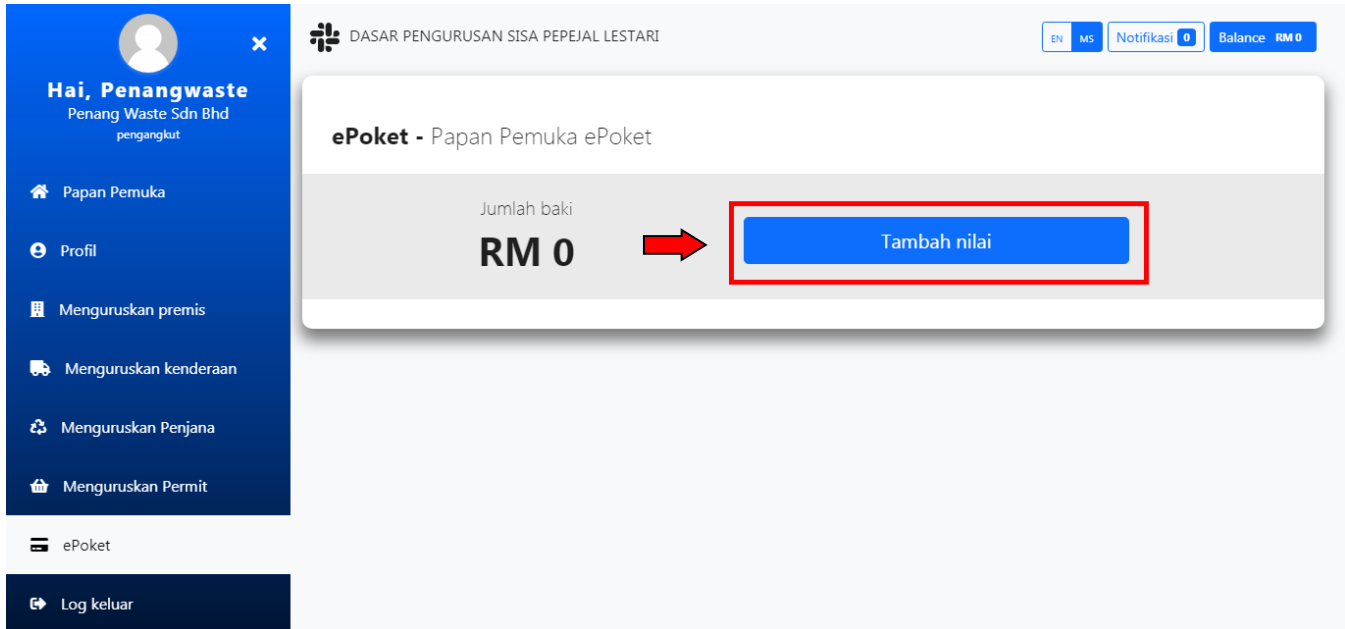 Hai, Penangwaste
Penang Waste Sdn Bhd
pengangkut
Papan Pemuka
Profil
Menguruskan premis
Menguruskan kenderaan
Menguruskan Penjana
Menguruskan Permit
ePoket
Log keluar
DASAR PENGURUSAN SISA PEPEJAL LESTARI
EN MS Notifikasi 0 Balance RM 0
ePoket - Papan Pemuka ePoket
Jumlah baki
RM 0
Tambah nilai